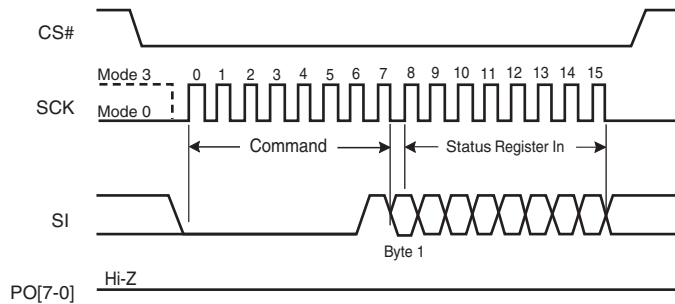 CS#
Mode 3
0 1 2 3 4 5 6 7 8 9 10 11 12 13 14 15
SCK
Mode 0
Command
Status Register In
SI
Byte 1
Hi-Z
PO[7-0]